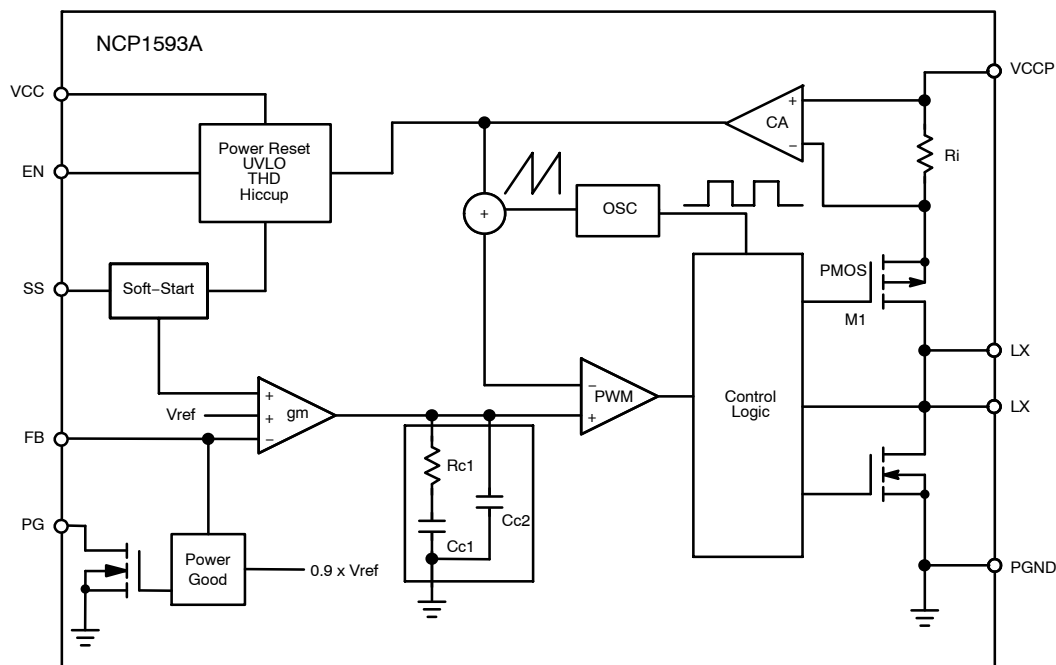 NCP1593A
VCC
VCCP
+
CA
−
Ri
Power Reset
UVLO
THD
Hiccup
EN
+
OSC
PMOS
M1
SS
Soft−Start
LX
−
PWM
+
Control
Logic
+
Vref
+
gm
−
LX
FB
Rc1
Cc2
Cc1
PG
Power
Good
0.9 x Vref
PGND